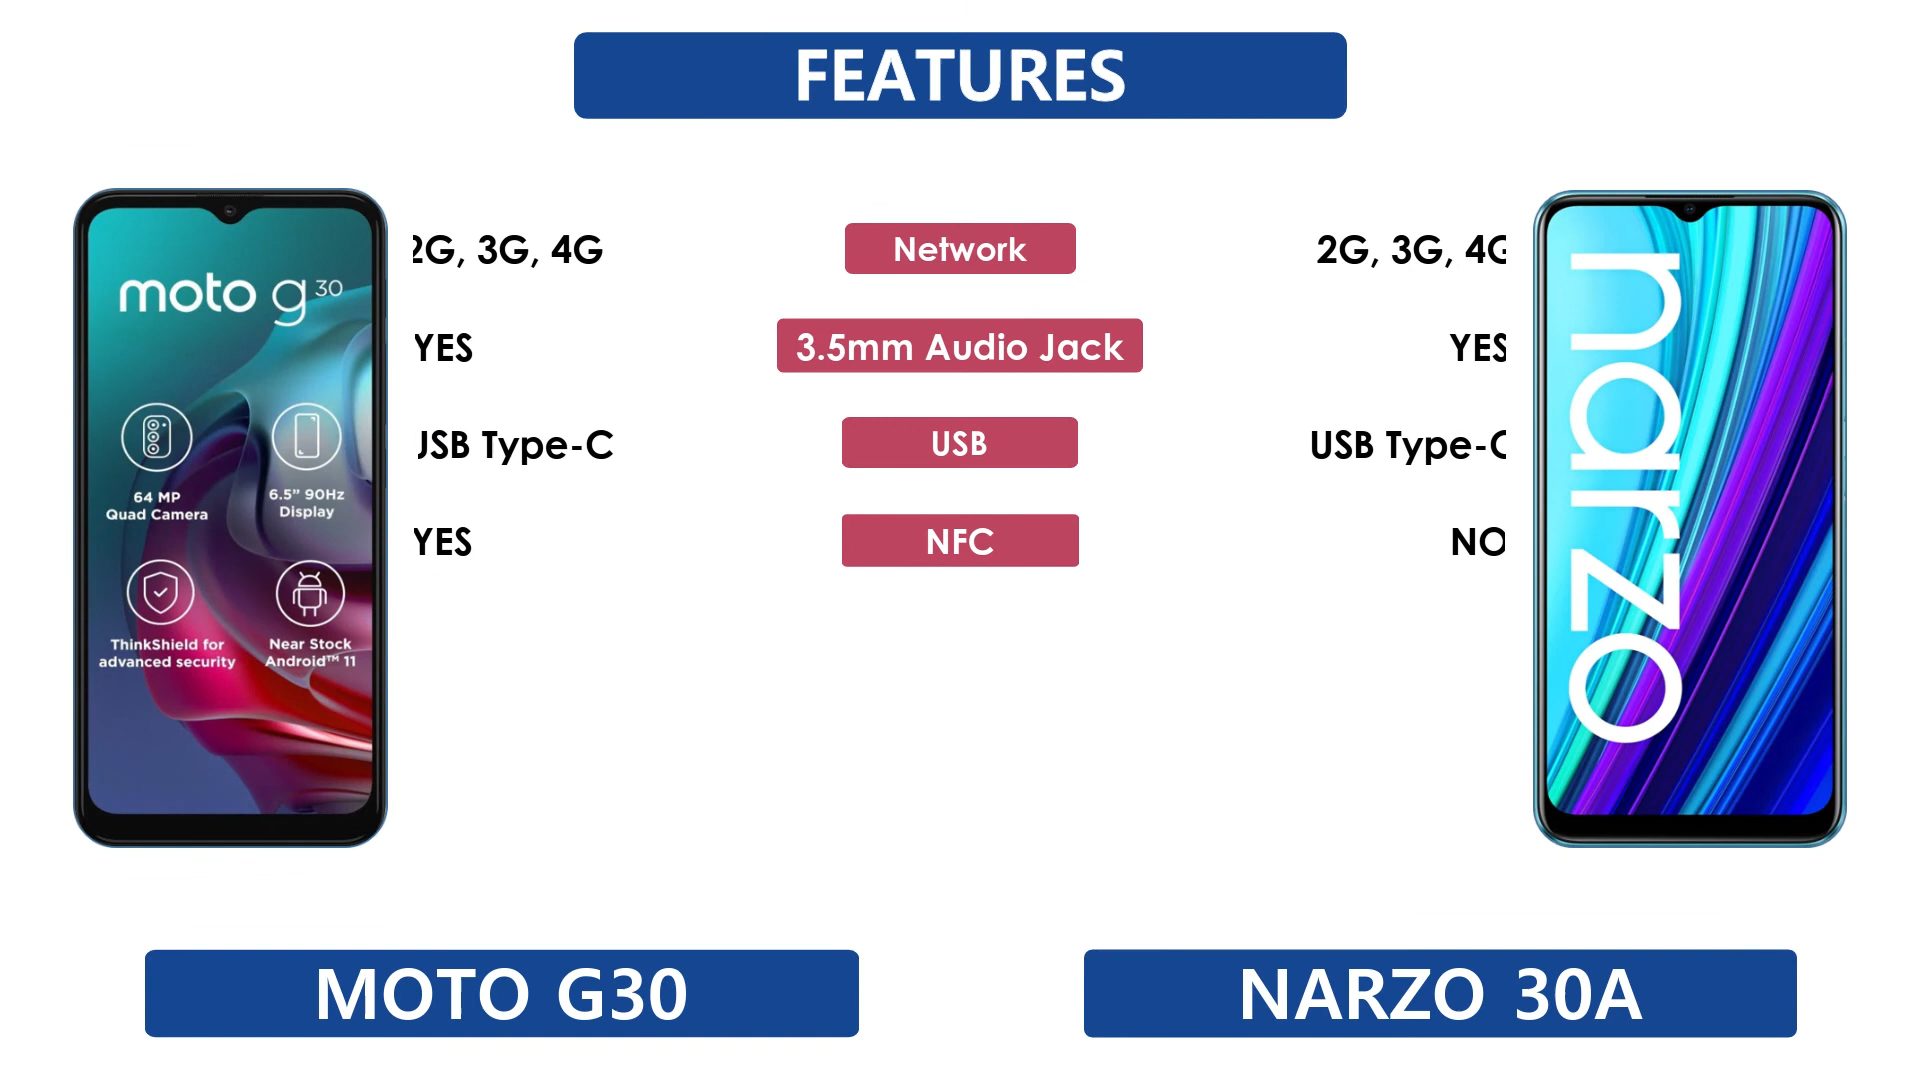 FEATURES
2G, 3G, 4G
Network
2G, 3G, 4G
YES
3.5mm Audio Jack
YES
USB Type-C
USB
USB Type-C
YES
NFC
NO
moto g30
64 MP
Quad Camera
6.5” 90Hz
Display
ThinkShield for
advanced security
Near Stock
Android™ 11
narzo
MOTO G30
NARZO 30A